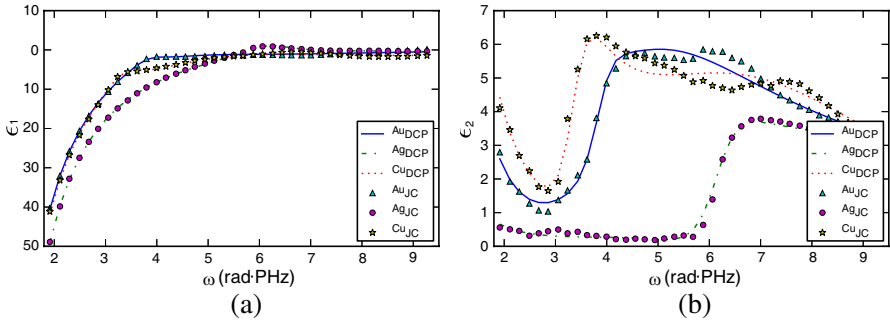 0
10
20
30
40
50
ϵ1
2 3 4 5 6 7 8 9
ω (rad·PHz)
AuDCP
AgDCP
CuDCP
AuJC
AgJC
CuJC
(a)
7
6
5
4
3
2
1
0
ϵ2
2 3 4 5 6 7 8 9
ω (rad·PHz)
AuDCP
AgDCP
CuDCP
AuJC
AgJC
CuJC
(b)